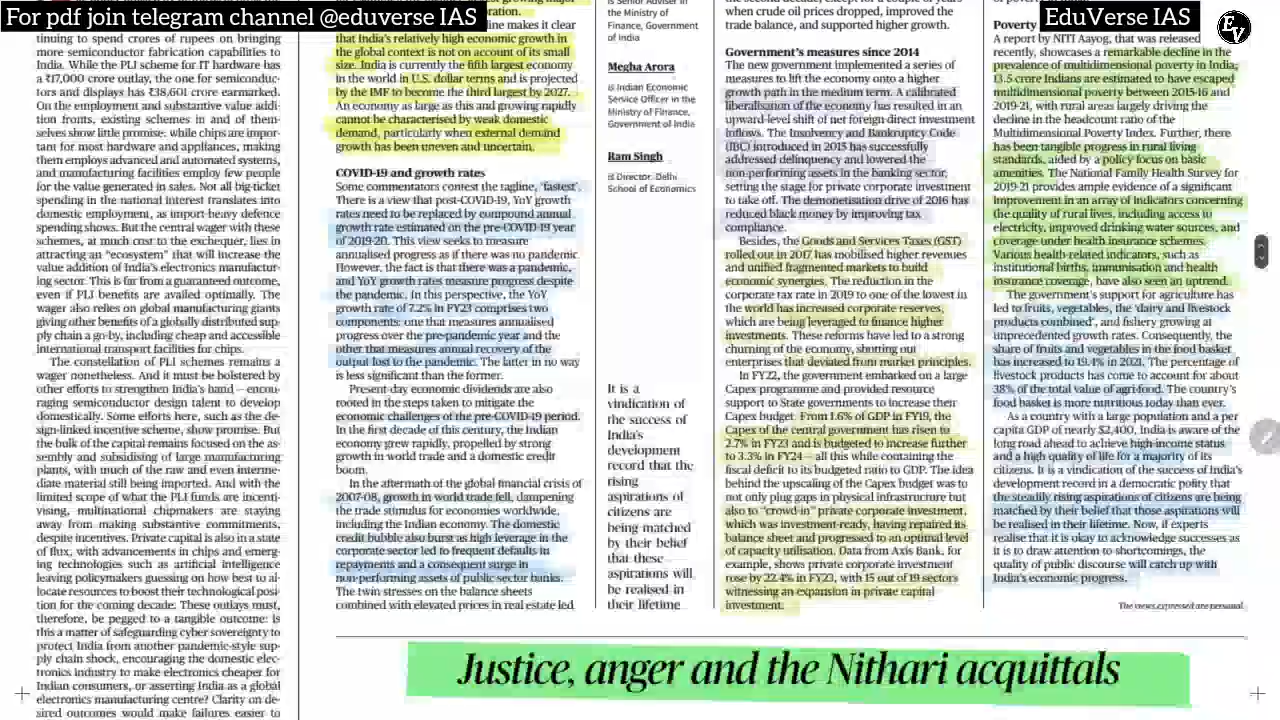 For pdf join telegram channel @eduverse IAS
EduVerse IAS
tinuing to spend crores of rupees on bringing
more semiconductor fabrication capabilities to
India. While the PLI scheme for IT hardware has
a ₹17,000 crore outlay, the one for semiconduc-
tors and displays has ₹38,601 crore earmarked.
On the employment and substantive value addi-
tion fronts, existing schemes in and of them-
selves show little promise: while chips are impor-
tant for most hardware and appliances, making
them employs advanced and automated systems,
and manufacturing facilities employ few people
for the value generated in sales. Not all big-ticket
spending in the national interest translates into
domestic employment, as import-heavy defence
spending shows. But the central wager with these
schemes, at much cost to the exchequer, lies in
attracting an “ecosystem” that will increase the
value addition of India’s electronics manufactur-
ing sector. This is far from a guaranteed outcome,
even if PLI benefits are availed optimally. The
wager also relies on global manufacturing giants
giving other benefits of a globally distributed sup-
ply chain a go-by, including cheap and accessible
international transport facilities for chips.
The constellation of PLI schemes remains a
wager nonetheless. And it must be bolstered by
other efforts to strengthen India’s hand — encou-
raging semiconductor design talent to develop
domestically. Some efforts here, such as the de-
sign-linked incentive scheme, show promise. But
the bulk of the capital remains focused on the as-
sembly and subsidising of large manufacturing
plants, with much of the raw and even interme-
diate material still being imported. And with the
limited scope of what the PLI funds are incenti-
vising, multinational chipmakers are staying
away from making substantive commitments,
despite incentives. Private capital is also in a state
of flux, with advancements in chips and emerg-
ing technologies such as artificial intelligence
leaving policymakers guessing on how best to al-
locate resources to boost their technological posi-
tion for the coming decade. These outlays must,
therefore, be pegged to a tangible outcome: is
this a matter of safeguarding cyber sovereignty to
protect India from another pandemic-style sup-
ply chain shock, encouraging the domestic elec-
tronics industry to make electronics cheaper for
Indian consumers, or asserting India as a global
electronics manufacturing centre? Clarity on de-
sired outcomes would make failures easier to
line makes it clear
that India’s relatively high economic growth in
the global context is not on account of its small
size. India is currently the fifth largest economy
in the world in U.S. dollar terms and is projected
by the IMF to become the third largest by 2027.
An economy as large as this and growing rapidly
cannot be characterised by weak domestic
demand, particularly when external demand
growth has been uneven and uncertain.
COVID-19 and growth rates
Some commentators contest the tagline, ‘fastest’.
There is a view that post-COVID-19, YoY growth
rates need to be replaced by compound annual
growth rate estimated on the pre-COVID-19 year
of 2019-20. This view seeks to measure
annualised progress as if there was no pandemic.
However, the fact is that there was a pandemic,
and YoY growth rates measure progress despite
the pandemic. In this perspective, the YoY
growth rate of 7.2% in FY23 comprises two
components: one that measures annualised
progress over the pre-pandemic year and the
other that measures annual recovery of the
output lost to the pandemic. The latter in no way
is less significant than the former.
Present-day economic dividends are also
rooted in the steps taken to mitigate the
economic challenges of the pre-COVID-19 period.
In the first decade of this century, the Indian
economy grew rapidly, propelled by strong
growth in world trade and a domestic credit
boom.
In the aftermath of the global financial crisis of
2007-08, growth in world trade fell, dampening
the trade stimulus for economies worldwide,
including the Indian economy. The domestic
credit bubble also burst as high leverage in the
corporate sector led to frequent defaults in
repayments and a consequent surge in
non-performing assets of public sector banks.
The twin stresses on the balance sheets
combined with elevated prices in real estate led
is Senior Adviser in
the Ministry of
Finance, Government
of India
Megha Arora
is Indian Economic
Service Officer in the
Ministry of Finance,
Government of India
Ram Singh
is Director, Delhi
School of Economics
It is a
vindication of
the success of
India’s
development
record that the
rising
aspirations of
citizens are
being matched
by their belief
that these
aspirations will
be realised in
their lifetime
when crude oil prices dropped, improved the
trade balance, and supported higher growth.
Government’s measures since 2014
The new government implemented a series of
measures to lift the economy onto a higher
growth path in the medium term. A calibrated
liberalisation of the economy has resulted in an
upward-level shift of net foreign direct investment
inflows. The Insolvency and Bankruptcy Code
(IBC) introduced in 2015 has successfully
addressed delinquency and lowered the
non-performing assets in the banking sector,
setting the stage for private corporate investment
to take off. The demonetisation drive of 2016 has
reduced black money by improving tax
compliance.
Besides, the Goods and Services Taxes (GST)
rolled out in 2017 has mobilised higher revenues
and unified fragmented markets to build
economic synergies. The reduction in the
corporate tax rate in 2019 to one of the lowest in
the world has increased corporate reserves,
which are being leveraged to finance higher
investments. These reforms have led to a strong
churning of the economy, shutting out
enterprises that deviated from market principles.
In FY22, the government embarked on a large
Capex programme and provided resource
support to State governments to increase their
Capex budget. From 1.6% of GDP in FY19, the
Capex of the central government has risen to
2.7% in FY23 and is budgeted to increase further
to 3.3% in FY24 — all this while containing the
fiscal deficit to its budgeted ratio to GDP. The idea
behind the upscaling of the Capex budget was to
not only plug gaps in physical infrastructure but
also to “crowd-in” private corporate investment,
which was investment-ready, having repaired its
balance sheet and progressed to an optimal level
of capacity utilisation. Data from Axis Bank, for
example, shows private corporate investment
rose by 22.4% in FY23, with 15 out of 19 sectors
witnessing an expansion in private capital
investment.
Poverty
A report by NITI Aayog, that was released
recently, showcases a remarkable decline in the
prevalence of multidimensional poverty in India;
13.5 crore Indians are estimated to have escaped
multidimensional poverty between 2015-16 and
2019-21, with rural areas largely driving the
decline in the headcount ratio of the
Multidimensional Poverty Index. Further, there
has been tangible progress in rural living
standards, aided by a policy focus on basic
amenities. The National Family Health Survey for
2019-21 provides ample evidence of a significant
improvement in an array of indicators concerning
the quality of rural lives, including access to
electricity, improved drinking water sources, and
coverage under health insurance schemes.
Various health-related indicators, such as
institutional births, immunisation and health
insurance coverage, have also seen an uptrend.
The government’s support for agriculture has
led to fruits, vegetables, the ‘dairy and livestock
products combined’, and fishery growing at
unprecedented growth rates. Consequently, the
share of fruits and vegetables in the food basket
has increased to 19.4% in 2021. The percentage of
livestock products has come to account for about
38% of the total value of agri-food. The country’s
food basket is more nutritious today than ever.
As a country with a large population and a per
capita GDP of nearly $2,400, India is aware of the
long road ahead to achieve high-income status
and a high quality of life for a majority of its
citizens. It is a vindication of the success of India’s
development record in a democratic polity that
the steadily rising aspirations of citizens are being
matched by their belief that those aspirations will
be realised in their lifetime. Now, if experts
realise that it is okay to acknowledge successes as
it is to draw attention to shortcomings, the
quality of public discourse will catch up with
India’s economic progress.
The views expressed are personal
Justice, anger and the Nithari acquittals